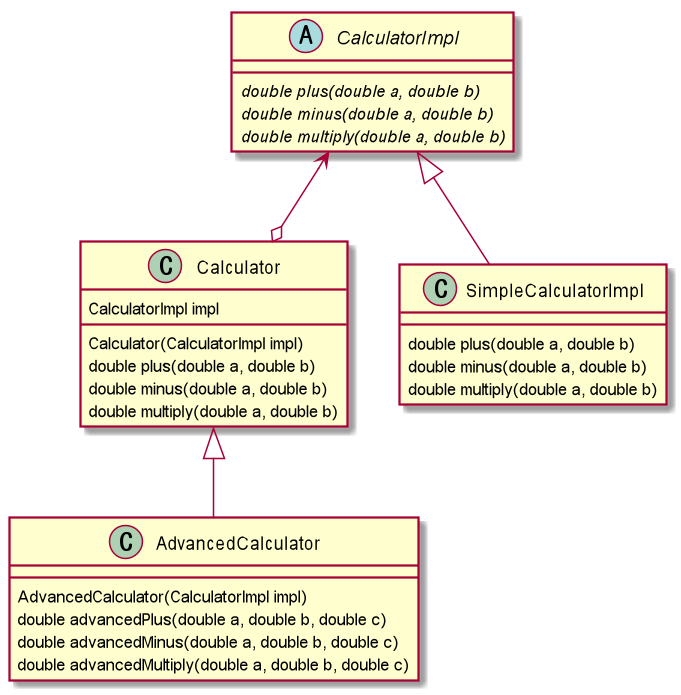 A CalculatorImpl
double plus(double a, double b)
double minus(double a, double b)
double multiply(double a, double b)
C Calculator
CalculatorImpl impl
Calculator(CalculatorImpl impl)
double plus(double a, double b)
double minus(double a, double b)
double multiply(double a, double b)
C SimpleCalculatorImpl
double plus(double a, double b)
double minus(double a, double b)
double multiply(double a, double b)
C AdvancedCalculator
AdvancedCalculator(CalculatorImpl impl)
double advancedPlus(double a, double b, double c)
double advancedMinus(double a, double b, double c)
double advancedMultiply(double a, double b, double c)